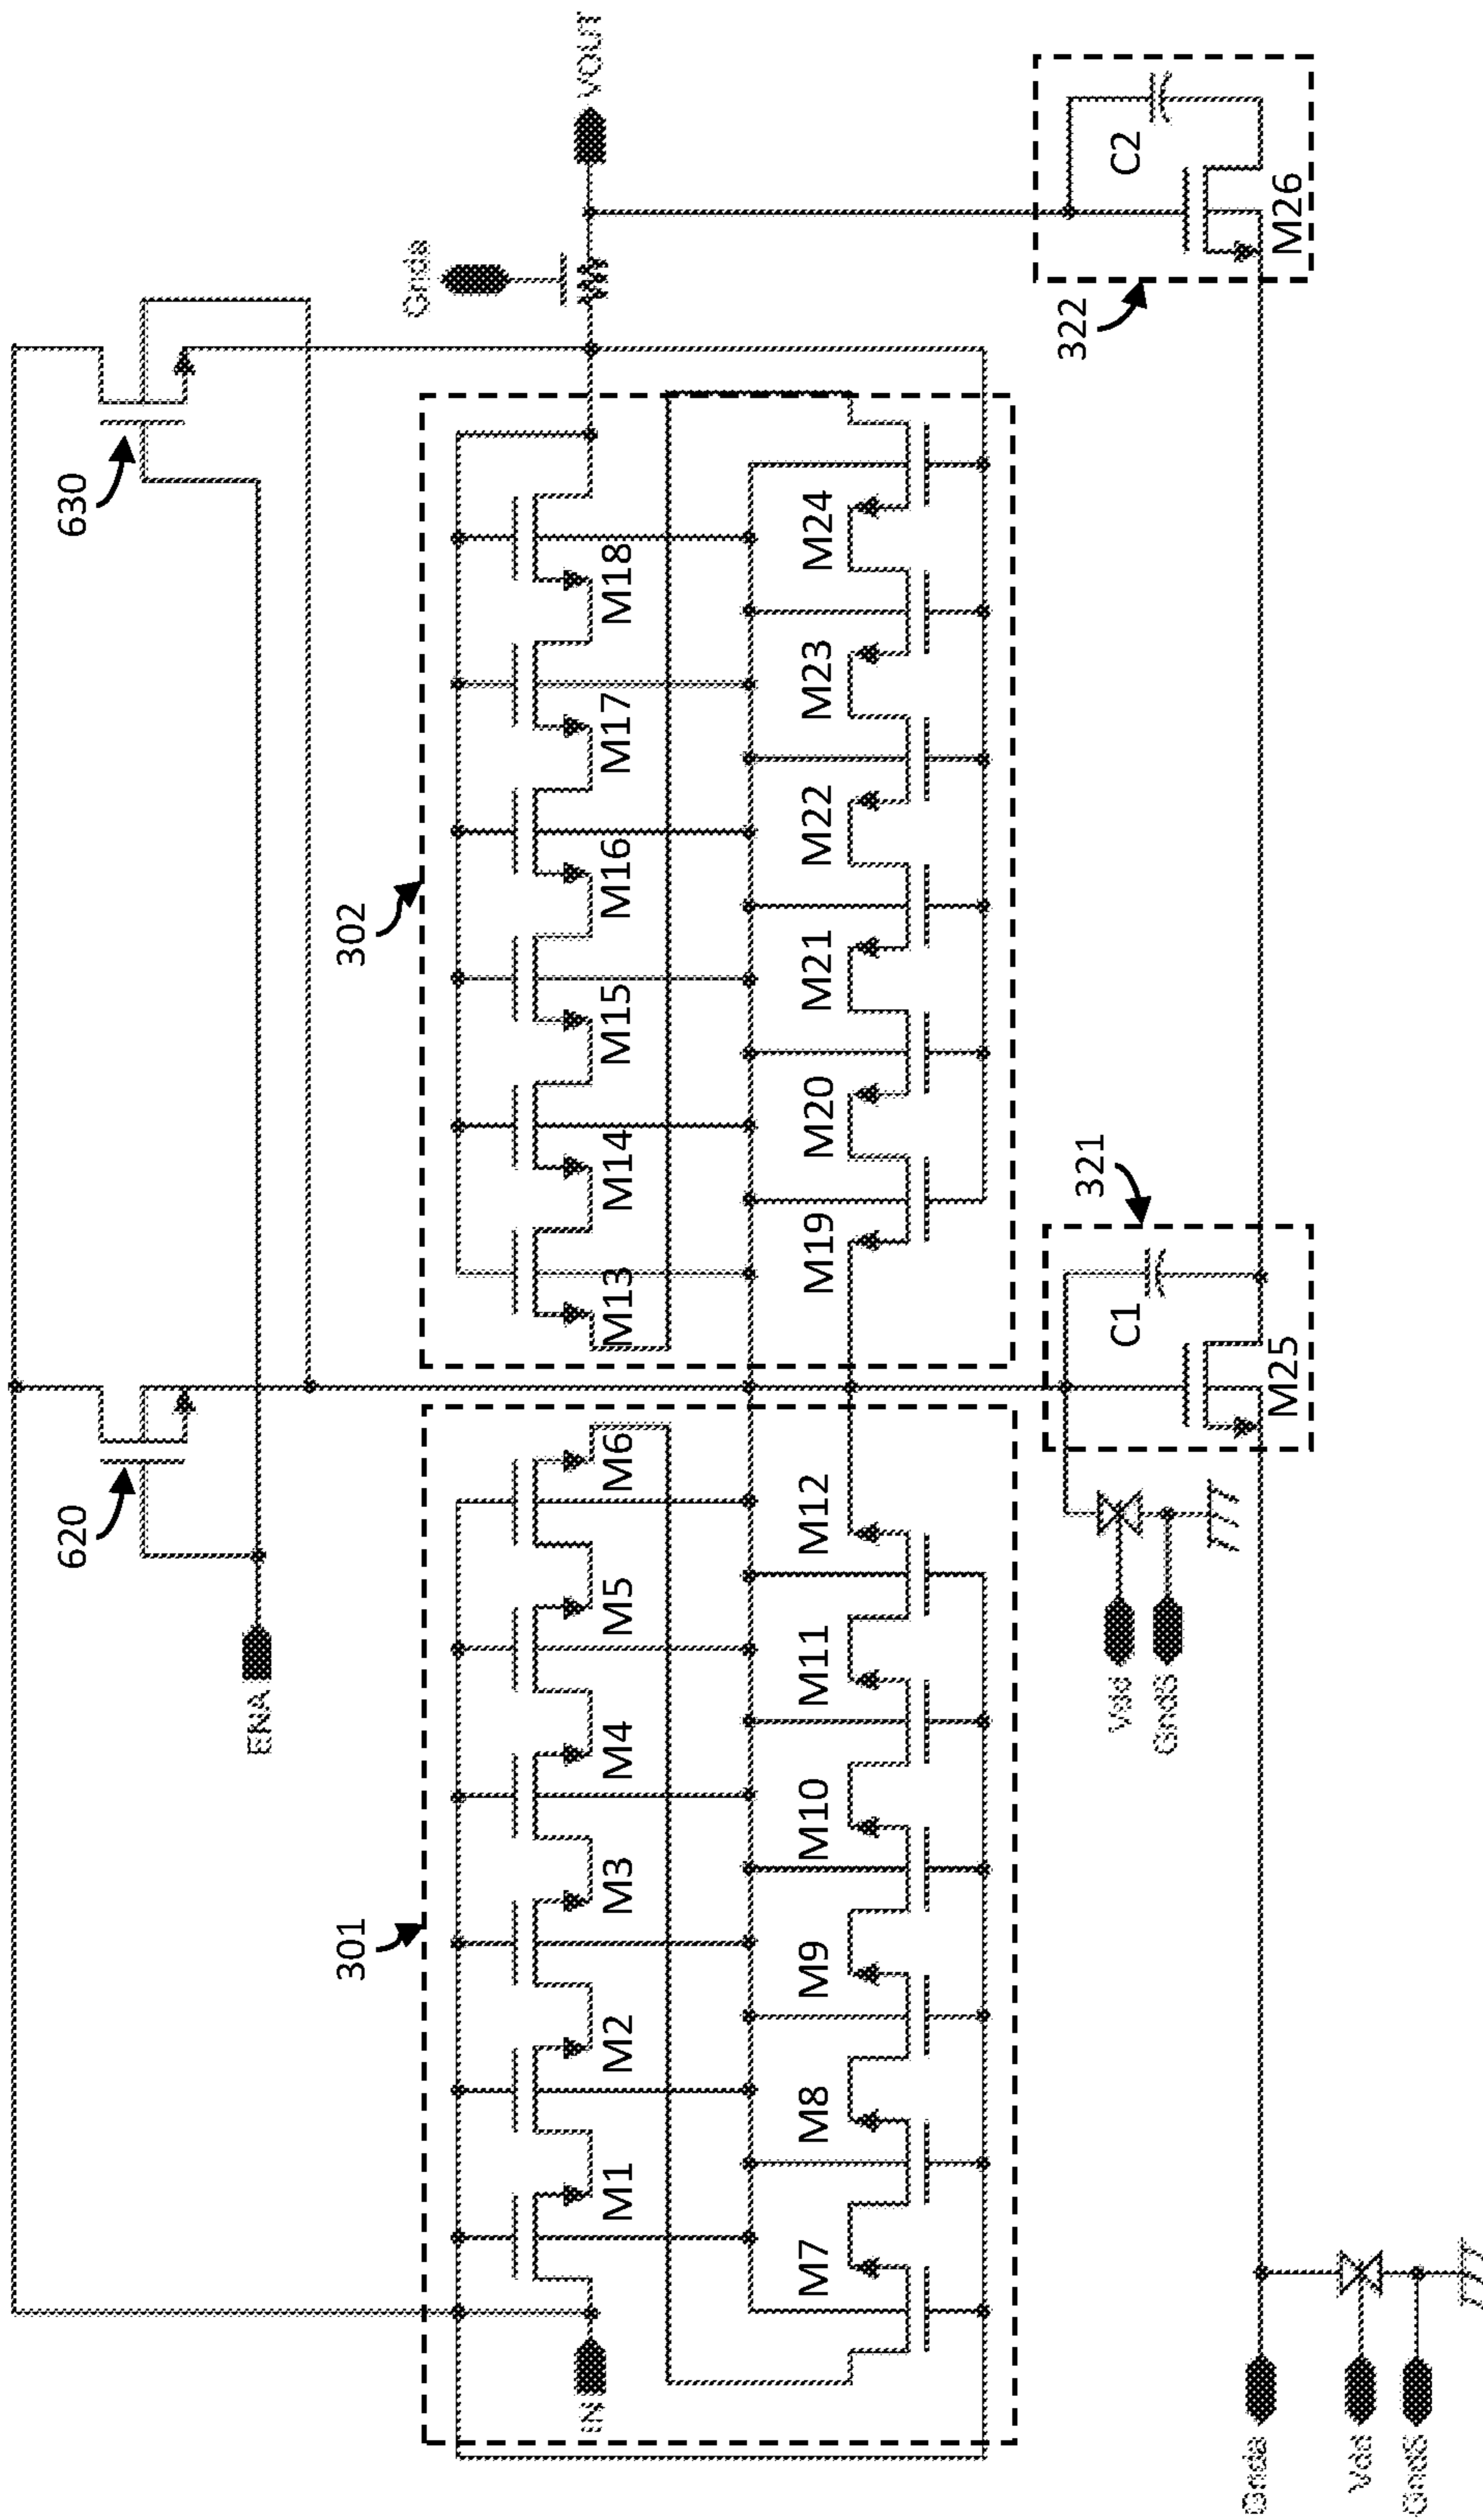 630
620
ENA
Gnda
VOUT
302
301
M1
M2
M3
M4
M5
M6
M13
M14
M15
M16
M17
M18
IN
M7
M8
M9
M10
M11
M12
M19
M20
M21
M22
M23
M24
Vdd
GndS
321
C1
M25
322
C2
M26
Gnda
Vdd
GndS